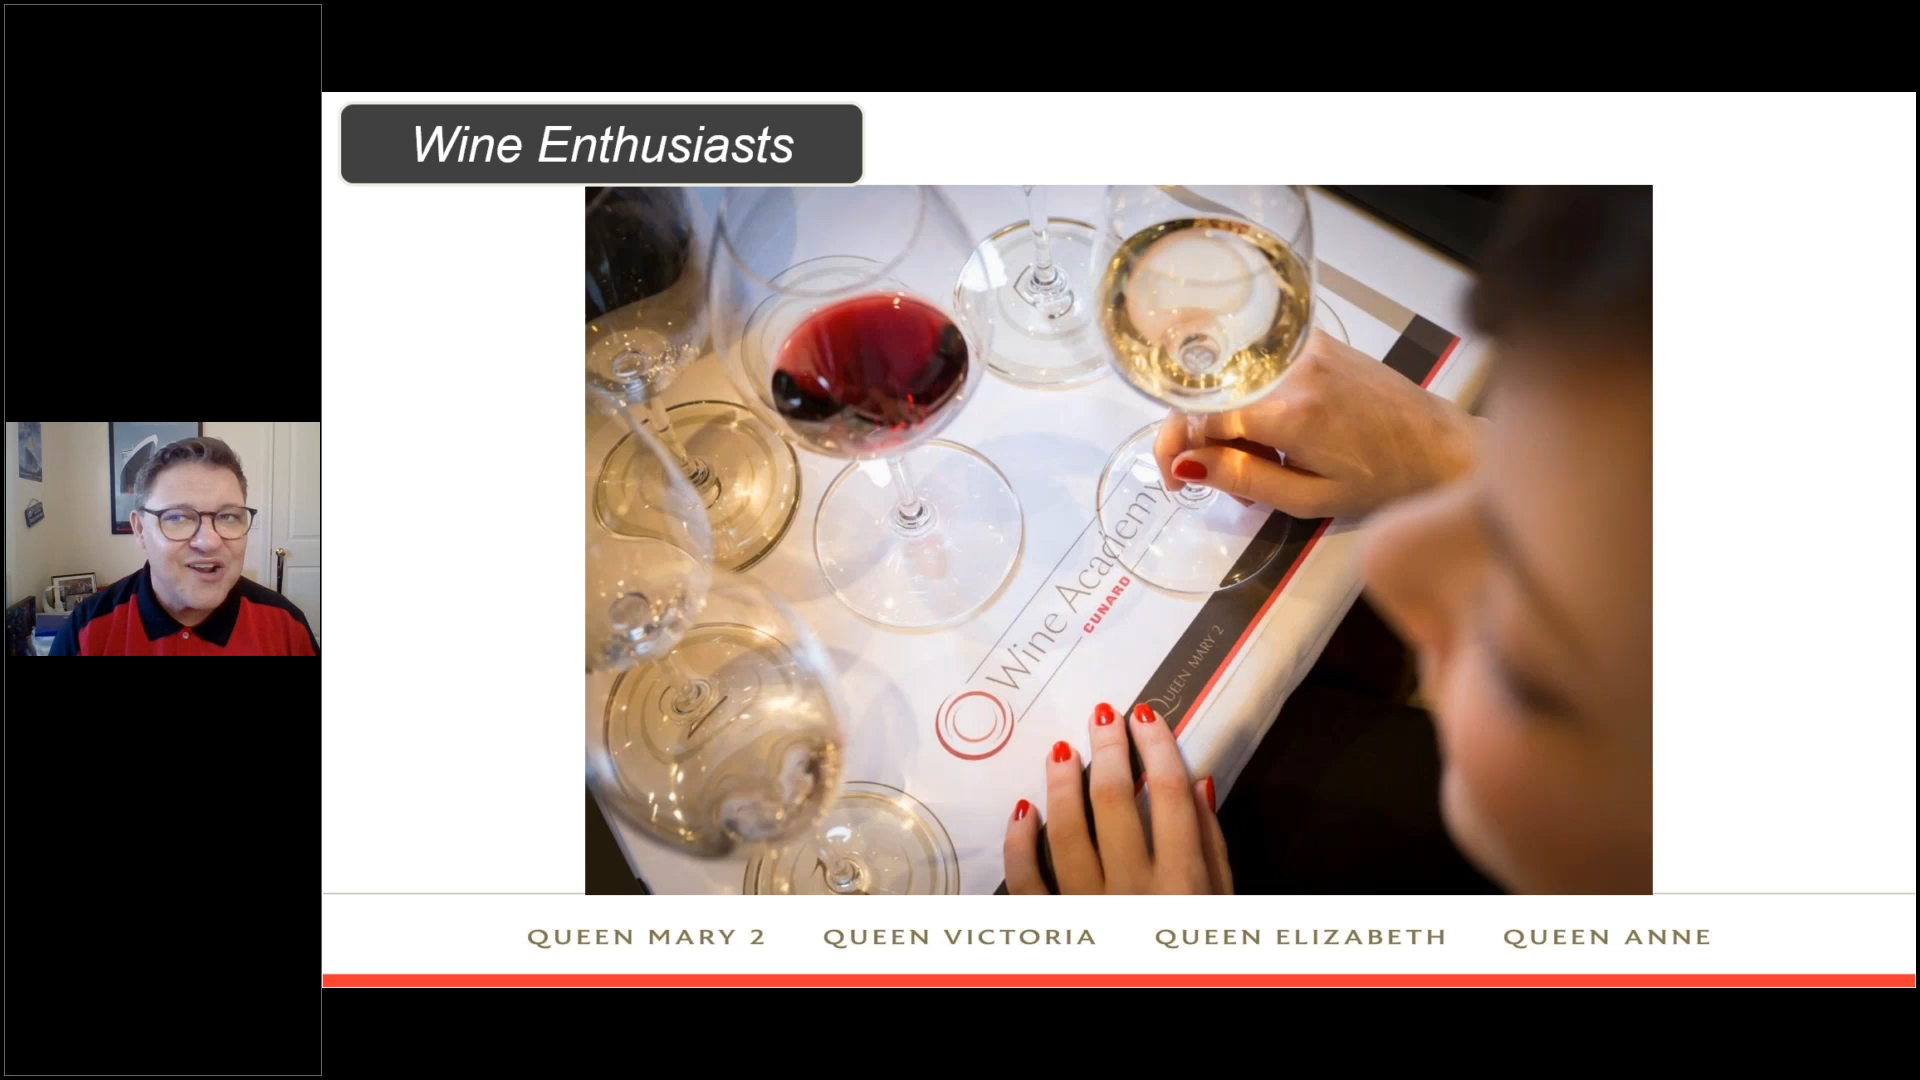 Wine Enthusiasts
Wine Academy
CUNARD
QUEEN MARY 2
QUEEN MARY 2 QUEEN VICTORIA QUEEN ELIZABETH QUEEN ANNE